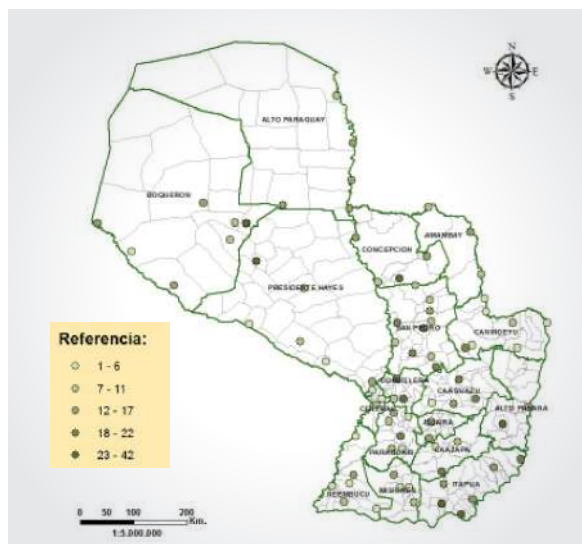 N
W E
S
ALTO PARAGUAY
BOQUERON
CONCEPCION
AMAMBAY
PRESIDENTE HAYES
SAN PEDRO
CANINDEYU
Referencia:
1 - 6
7 - 11
12 - 17
18 - 22
23 - 42
CORDILLERA
CAAGUAZU
CENTRAL
ALTO PARANA
GUAIRA
CAAZAPA
PARAGUARI
ÑEEMBUCU
MISIONES
ITAPUA
0 50 100 200
Km.
1:5.000.000